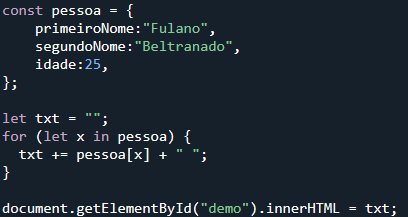 const pessoa = {
    primeiroNome:"Fulano",
    segundoNome:"Beltranado",
    idade:25,
};

let txt = "";
for (let x in pessoa) {
  txt += pessoa[x] + " ";
}

document.getElementById("demo").innerHTML = txt;